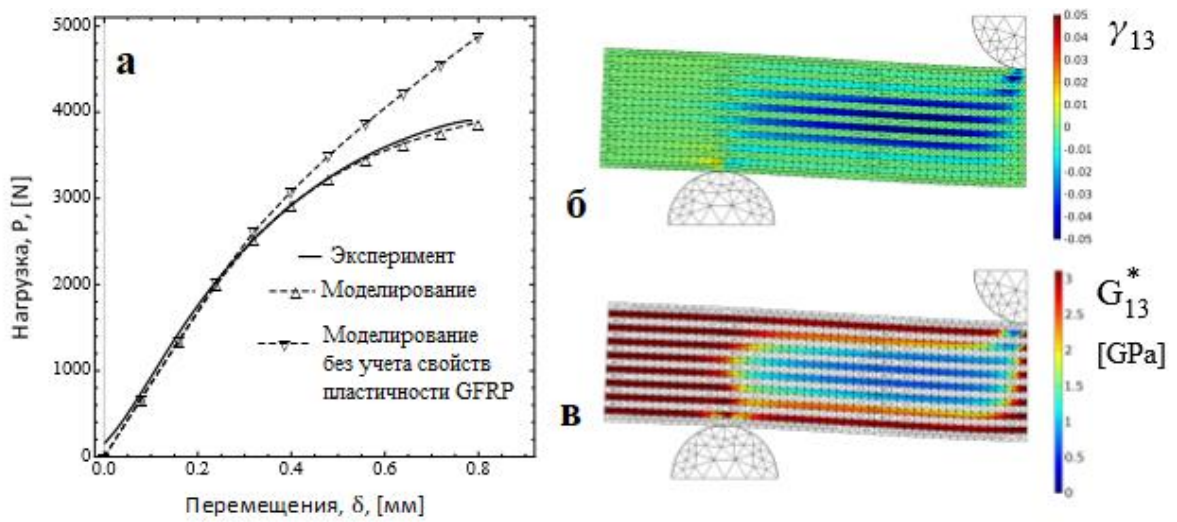 5000
4000
3000
2000
1000
0
Нагрузка, P, [N]
а
Эксперимент
Моделирование
Моделирование
без учета свойств
пластичности GFRP
0.0 0.2 0.4 0.6 0.8
Перемещения, δ, [мм]
б
0.05
0.04
0.03
0.02
0.01
0
-0.01
-0.02
-0.03
-0.04
-0.05
γ13
в
3
2.5
2
1.5
1
0.5
0
G*13
[GPa]